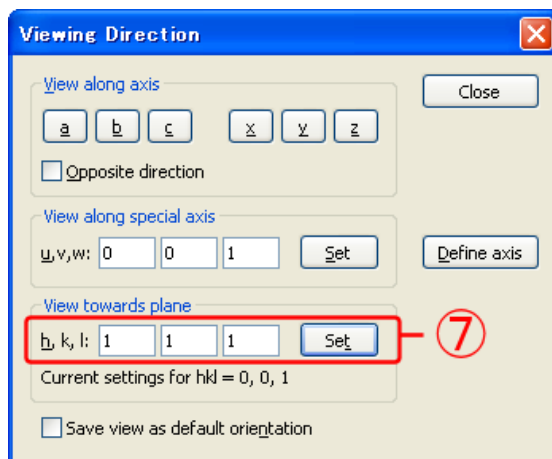 Viewing Direction
View along axis
a b c x y z
Close
Opposite direction
View along special axis
u,v,w: 0 0 1 Set
Define axis
View towards plane
h, k, l: 1 1 1 Set
⑦
Current settings for hkl = 0, 0, 1
Save view as default orientation